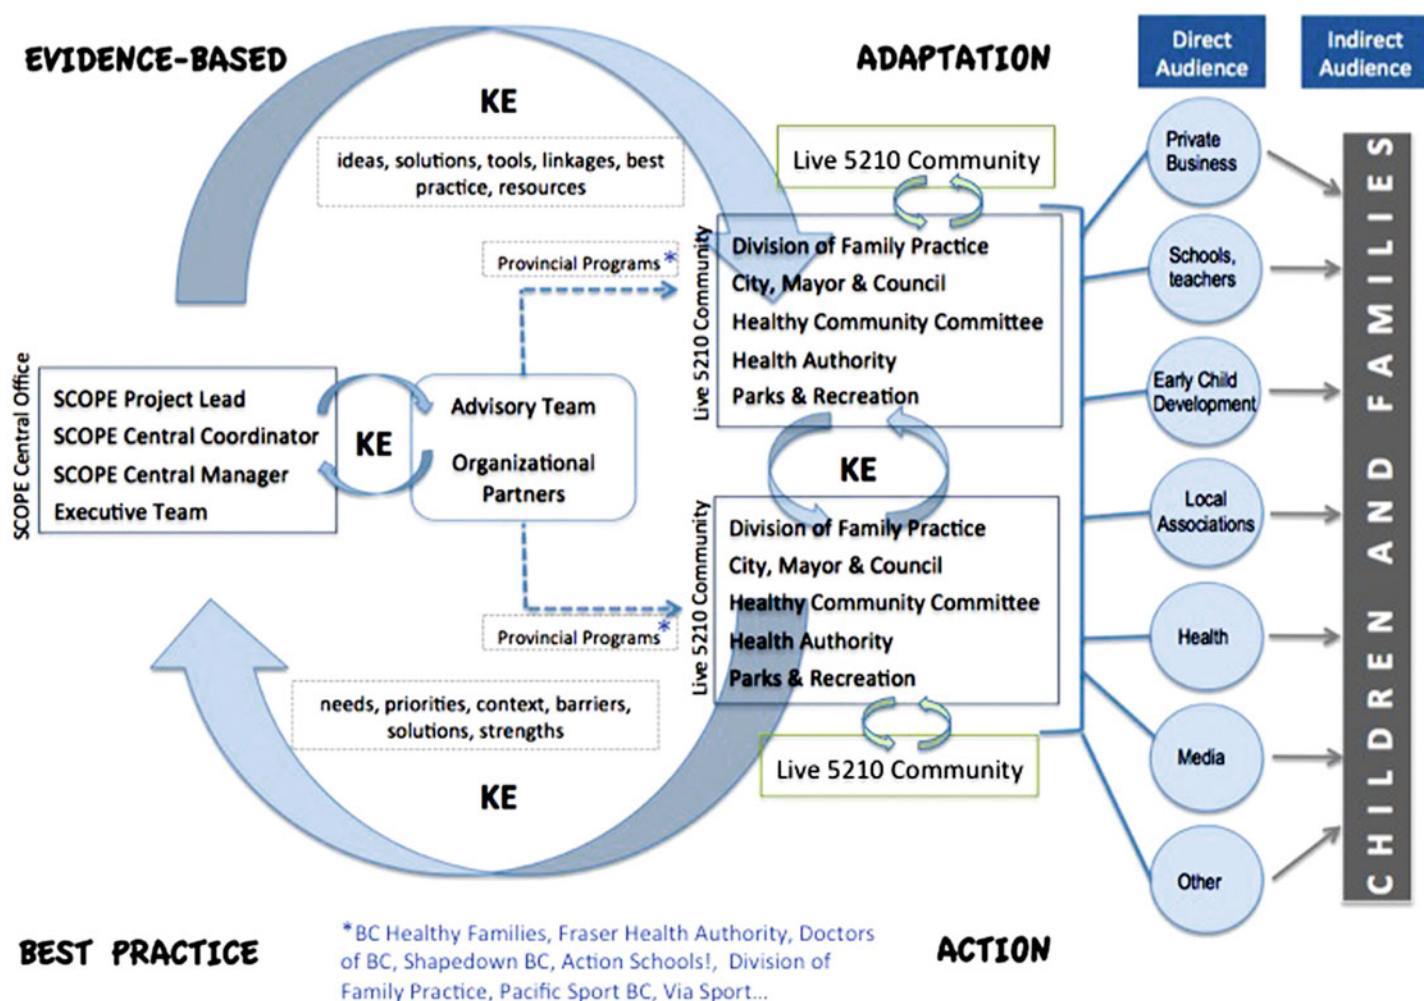 EVIDENCE-BASED
ADAPTATION
Direct
Audience
Indirect
Audience
KE
ideas, solutions, tools, linkages, best
practice, resources
Live 5210 Community
Private
Business
Provincial Programs*
Live 5210 Community
Division of Family Practice
City, Mayor & Council
Healthy Community Committee
Health Authority
Parks & Recreation
Schools,
teachers
SCOPE Central Office
SCOPE Project Lead
SCOPE Central Coordinator
SCOPE Central Manager
Executive Team
KE
Advisory Team
Organizational
Partners
Early Child
Development
KE
Local
Associations
Live 5210 Community
Division of Family Practice
City, Mayor & Council
Healthy Community Committee
Health Authority
Parks & Recreation
Provincial Programs*
Health
needs, priorities, context, barriers,
solutions, strengths
KE
Live 5210 Community
Media
Other
CHILDREN AND FAMILIES
BEST PRACTICE
*BC Healthy Families, Fraser Health Authority, Doctors
of BC, Shapedown BC, Action Schools!, Division of
Family Practice, Pacific Sport BC, Via Sport...
ACTION